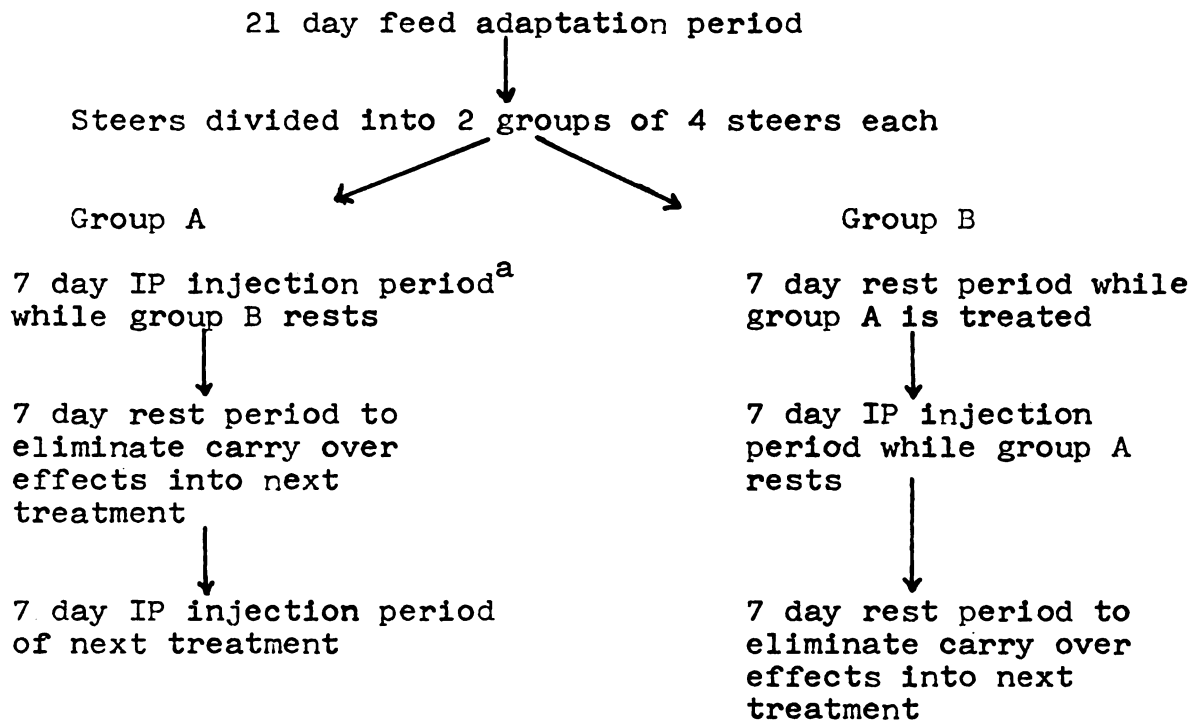 21 day feed adaptation period
Steers divided into 2 groups of 4 steers each
Group A
7 day IP injection periodᵃ
while group B rests
7 day rest period to
eliminate carry over
effects into next
treatment
7 day IP injection period
of next treatment
Group B
7 day rest period while
group A is treated
7 day IP injection
period while group A
rests
7 day rest period to
eliminate carry over
effects into next
treatment